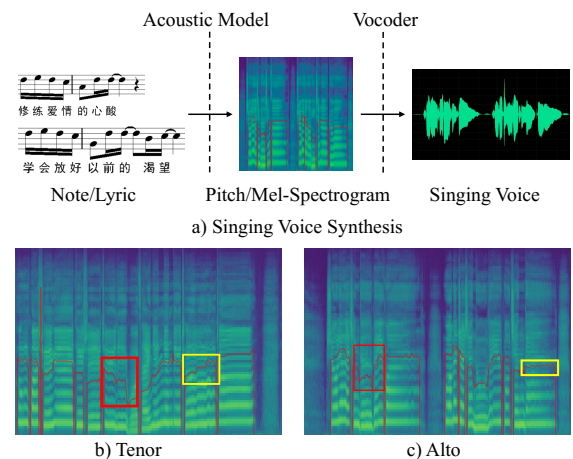 Acoustic Model
Vocoder
修练爱情的心酸
学会放好以前的 渴望
Note/Lyric
Pitch/Mel-Spectrogram
Singing Voice
a) Singing Voice Synthesis
b) Tenor
c) Alto